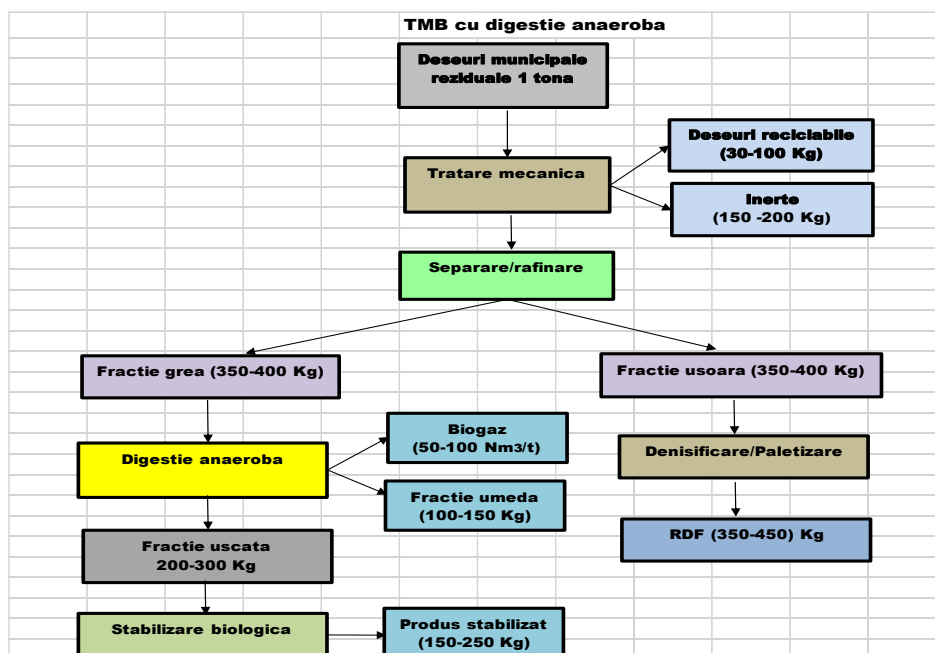 TMB cu digestie anaeroba
Deseuri municipale
reziduale 1 tona
Deseuri reciclabile
(30-100 Kg)
Tratare mecanica
Inerte
(150 -200 Kg)
Separare/rafinare
Fractie grea (350-400 Kg)
Fractie usoara (350-400 Kg)
Biogaz
(50-100 Nm3/t)
Digestie anaeroba
Denisificare/Paletizare
Fractie umeda
(100-150 Kg)
Fractie uscata
200-300 Kg
RDF (350-450) Kg
Stabilizare biologica
Produs stabilizat
(150-250 Kg)